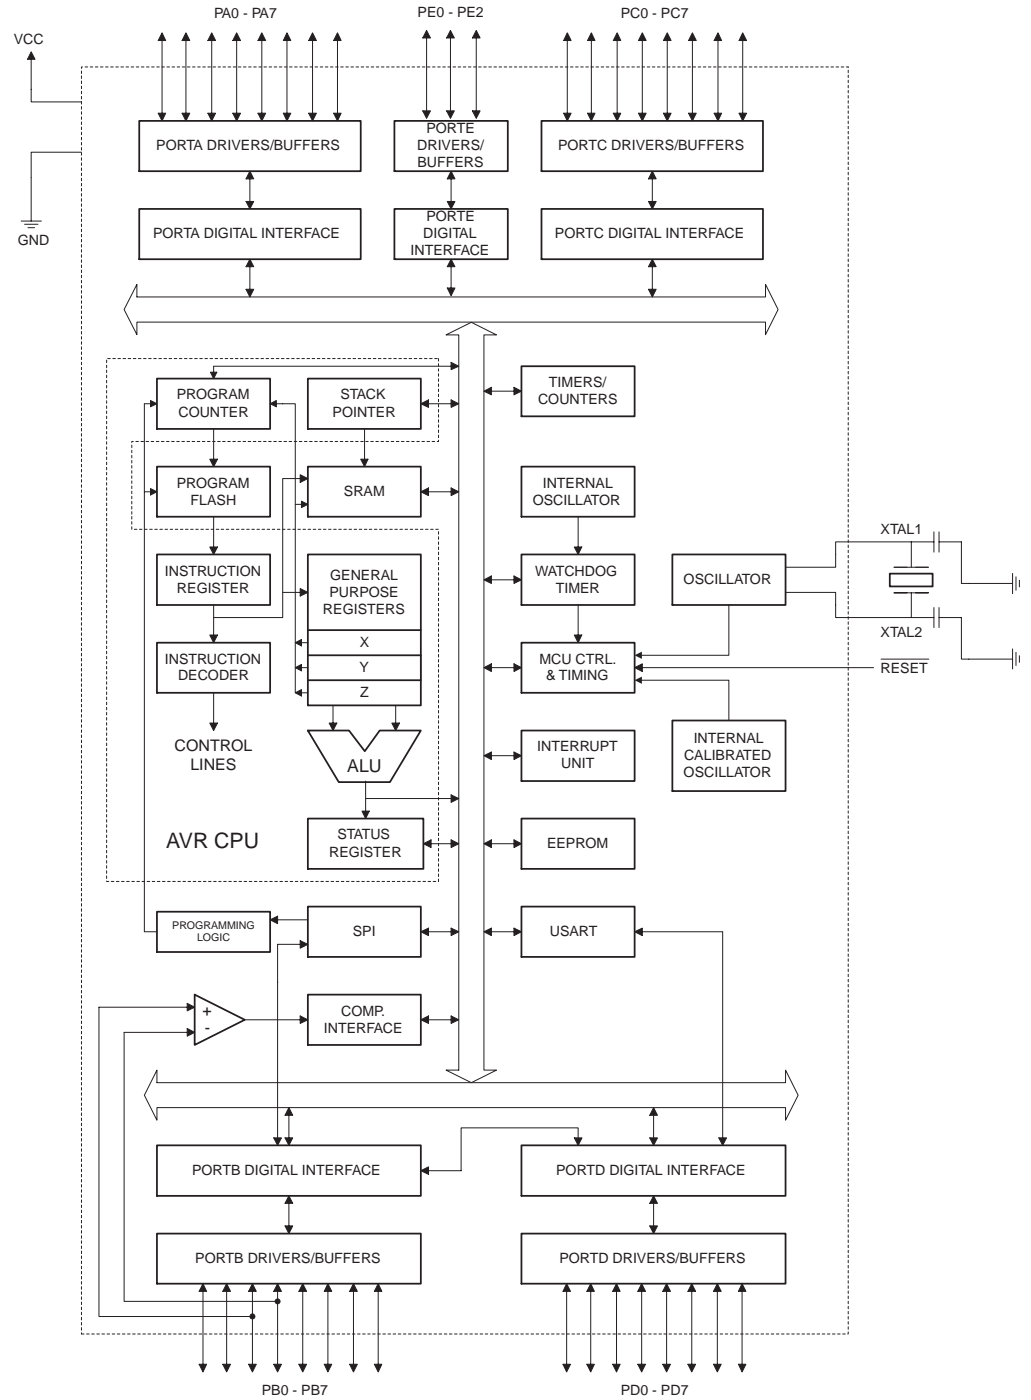 PA0 - PA7
PE0 - PE2
PC0 - PC7
VCC
PORTA DRIVERS/BUFFERS
PORTE
DRIVERS/
BUFFERS
PORTC DRIVERS/BUFFERS
GND
PORTA DIGITAL INTERFACE
PORTE
DIGITAL
INTERFACE
PORTC DIGITAL INTERFACE
PROGRAM
COUNTER
STACK
POINTER
TIMERS/
COUNTERS
PROGRAM
FLASH
SRAM
INTERNAL
OSCILLATOR
XTAL1
INSTRUCTION
REGISTER
GENERAL
PURPOSE
REGISTERS
WATCHDOG
TIMER
OSCILLATOR
XTAL2
X
Y
Z
INSTRUCTION
DECODER
MCU CTRL.
& TIMING
RESET
CONTROL
LINES
ALU
INTERRUPT
UNIT
INTERNAL
CALIBRATED
OSCILLATOR
AVR CPU
STATUS
REGISTER
EEPROM
PROGRAMMING
LOGIC
SPI
USART
+
-
COMP.
INTERFACE
PORTB DIGITAL INTERFACE
PORTD DIGITAL INTERFACE
PORTB DRIVERS/BUFFERS
PORTD DRIVERS/BUFFERS
PB0 - PB7
PD0 - PD7